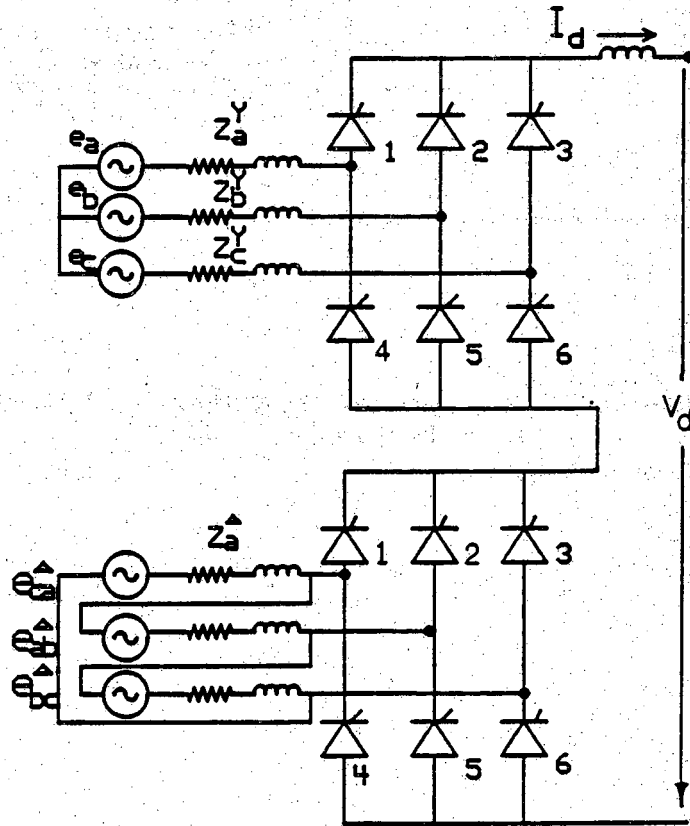 I_d
e_a
Z_a^Y
1
2
3
e_b
Z_b^Y
e_c
Z_c^Y
4
5
6
V_d
Z_a^Δ
1
2
3
e_ca^Δ
e_ab^Δ
e_bc^Δ
4
5
6